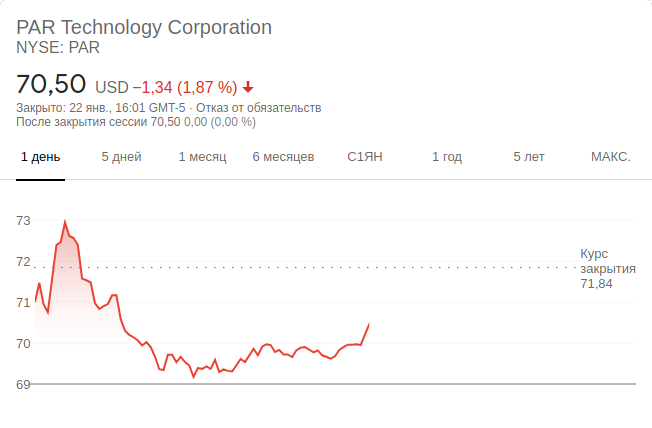 PAR Technology Corporation
NYSE: PAR
70,50 USD −1,34 (1,87 %)
Закрыто: 22 янв., 16:01 GMT-5 · Отказ от обязательств
После закрытия сессии 70,50 0,00 (0,00 %)
1 день 5 дней 1 месяц 6 месяцев С1ЯН 1 год 5 лет МАКС.
73
72
71
70
69
Курс
закрытия
71,84